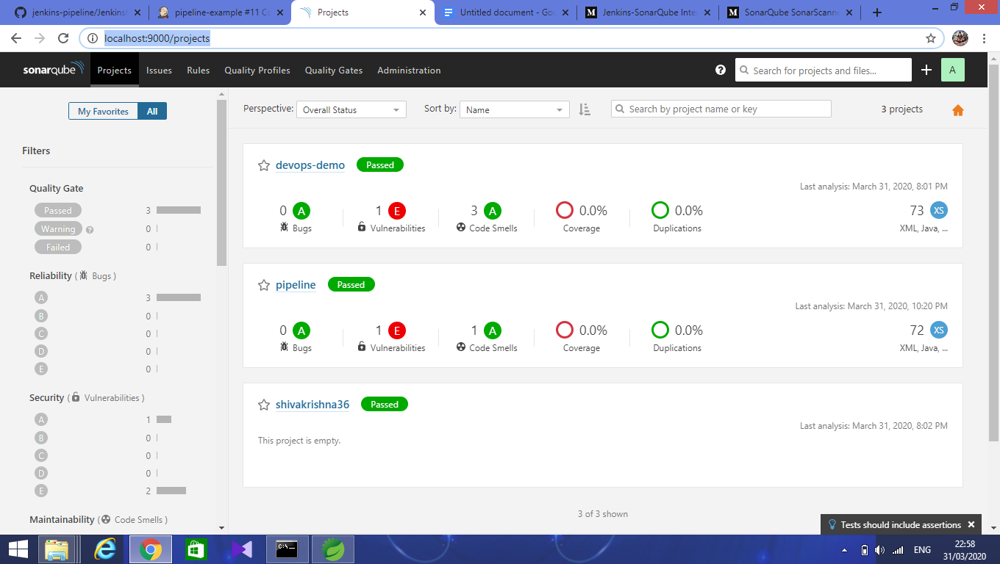 jenkins-pipeline/Jenkinsf
pipeline-example #11 Co
Projects
Untitled document - Goo
Jenkins-SonarQube Inte
SonarQube SonarScanne
localhost:9000/projects
sonarqube Projects Issues Rules Quality Profiles Quality Gates Administration ? Search for projects and files... + A
My Favorites All
Perspective: Overall Status Sort by: Name Search by project name or key 3 projects
Filters
Quality Gate
Passed 3
Warning ? 0
Failed 0
Reliability ( Bugs )
A 3
B 0
C 0
D 0
E 0
Security ( Vulnerabilities )
A 1
B 0
C 0
D 0
E 2
Maintainability ( Code Smells )
devops-demo Passed
Last analysis: March 31, 2020, 8:01 PM
0 A 1 E 3 A 0.0% 0.0% 73 XS
Bugs Vulnerabilities Code Smells Coverage Duplications XML, Java, ...
pipeline Passed
Last analysis: March 31, 2020, 10:20 PM
0 A 1 E 1 A 0.0% 0.0% 72 XS
Bugs Vulnerabilities Code Smells Coverage Duplications XML, Java, ...
shivakrishna36 Passed
Last analysis: March 31, 2020, 8:02 PM
This project is empty.
3 of 3 shown
Tests should include assertions
ENG
22:58
31/03/2020